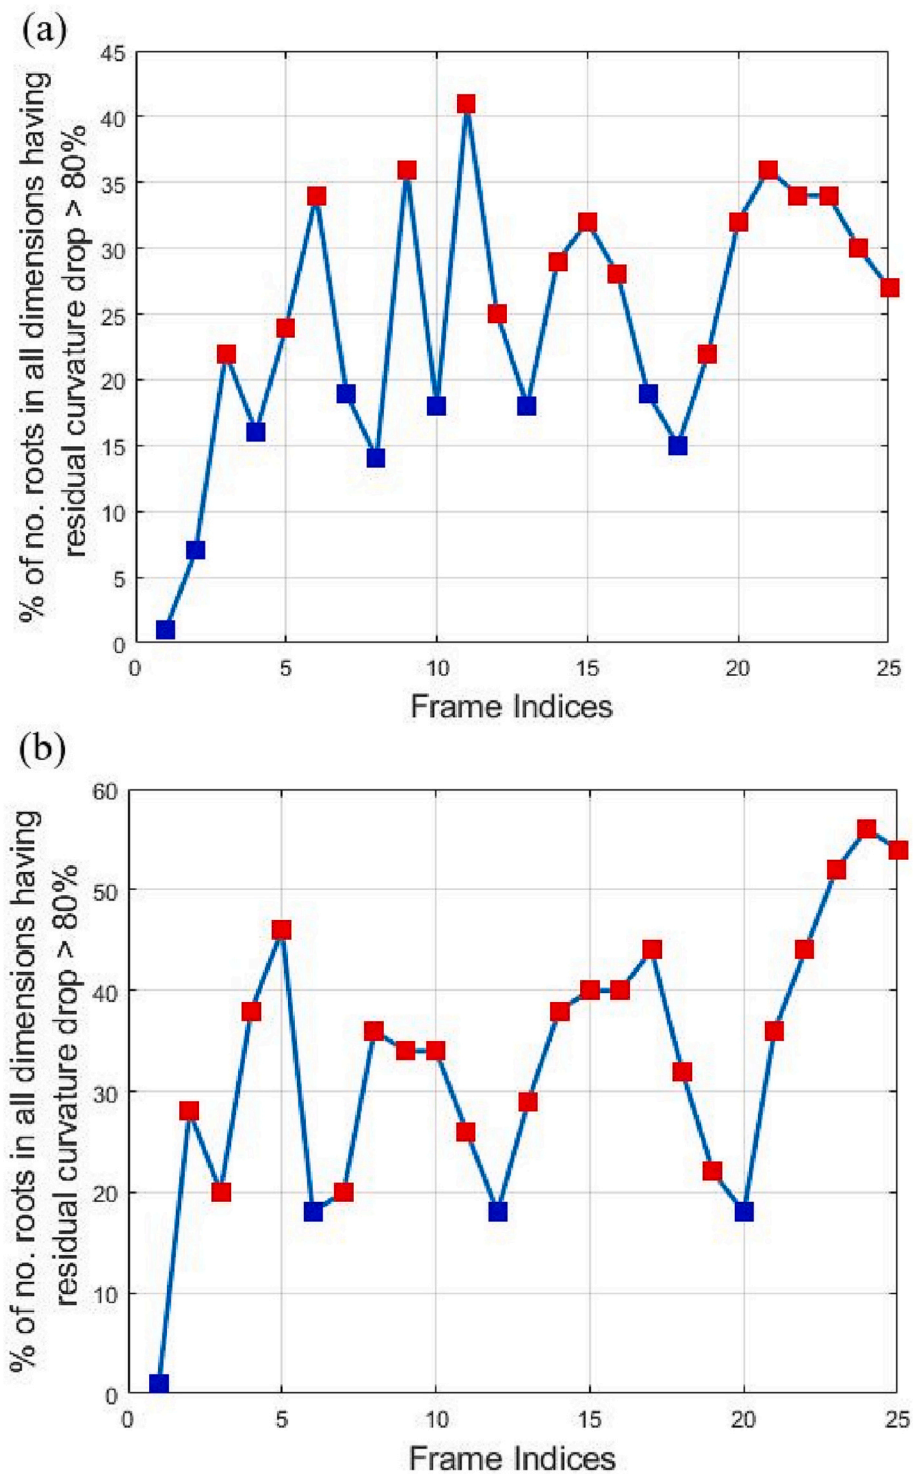 (a)
% of no. roots in all dimensions having
residual curvature drop > 80%
45
40
35
30
25
20
15
10
5
0
0 5 10 15 20 25
Frame Indices
(b)
% of no. roots in all dimensions having
residual curvature drop > 80%
60
50
40
30
20
10
0
0 5 10 15 20 25
Frame Indices